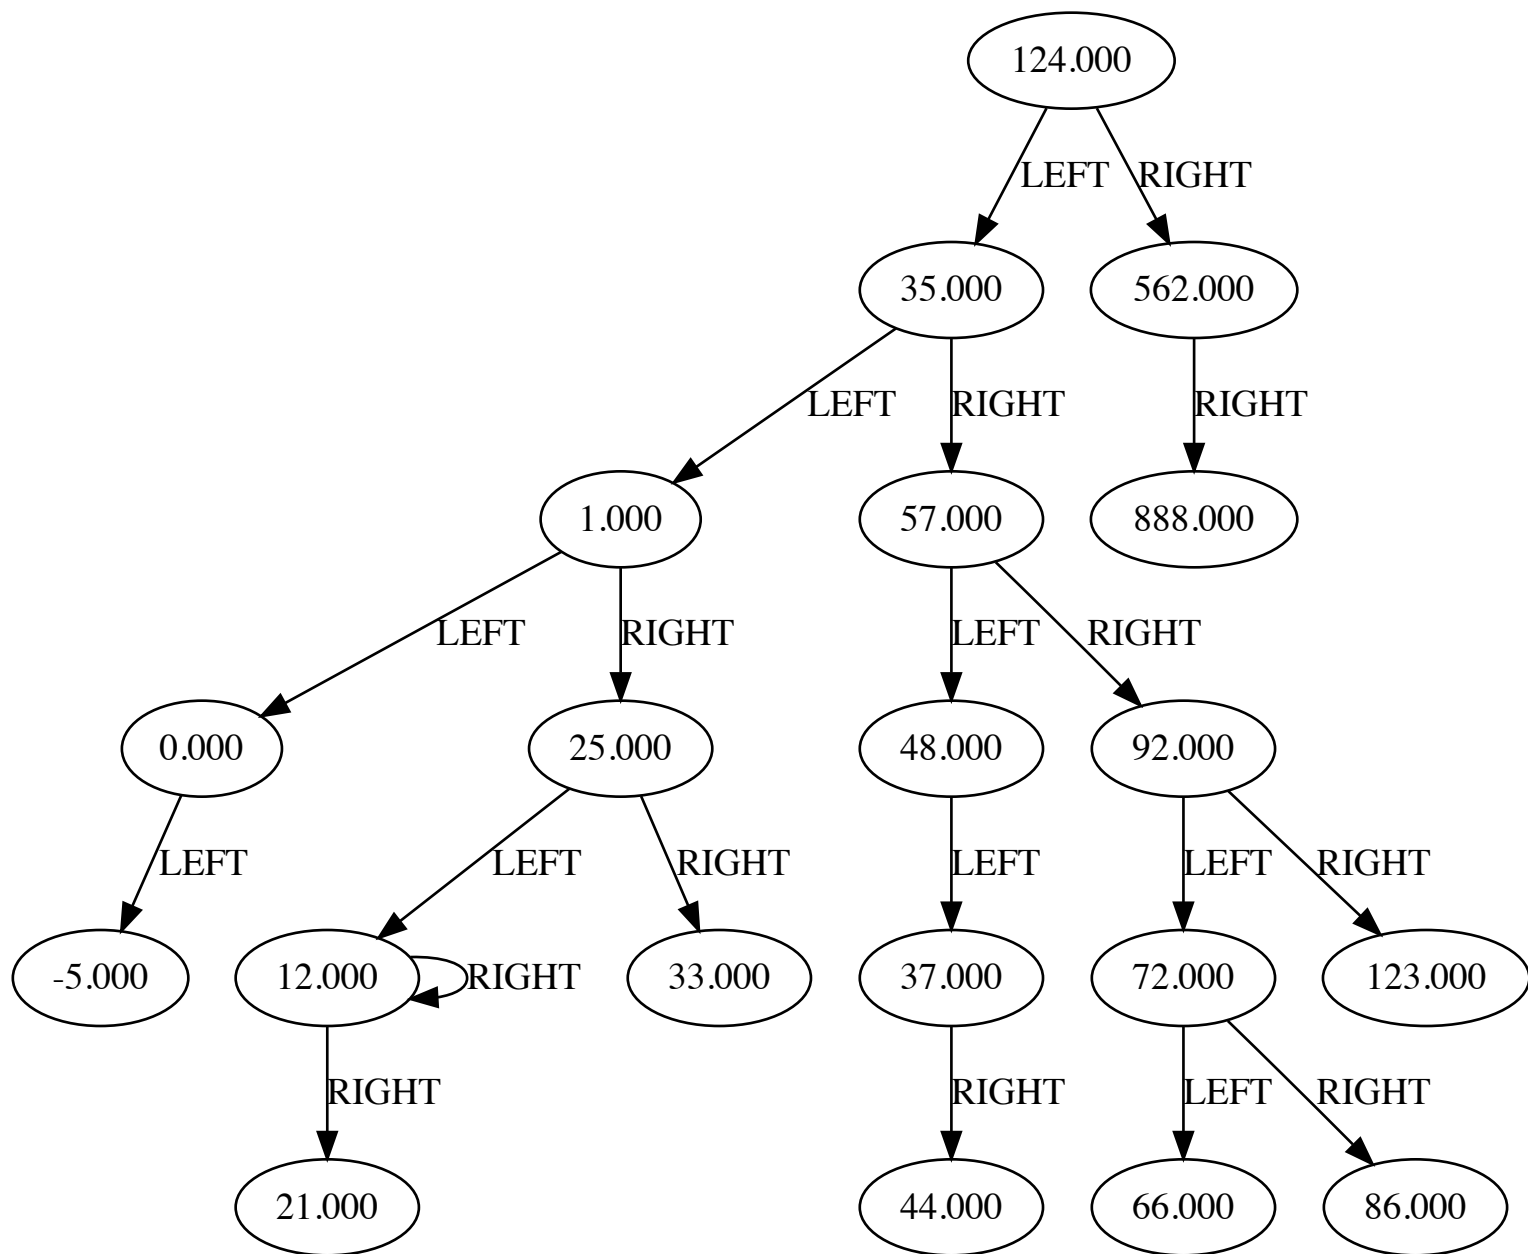 124.000
LEFT RIGHT
35.000 562.000
LEFT RIGHT RIGHT
1.000 57.000 888.000
LEFT RIGHT LEFT RIGHT
0.000 25.000 48.000 92.000
LEFT LEFT RIGHT LEFT LEFT RIGHT
-5.000 12.000 RIGHT 33.000 37.000 72.000 123.000
RIGHT RIGHT LEFT RIGHT
21.000 44.000 66.000 86.000